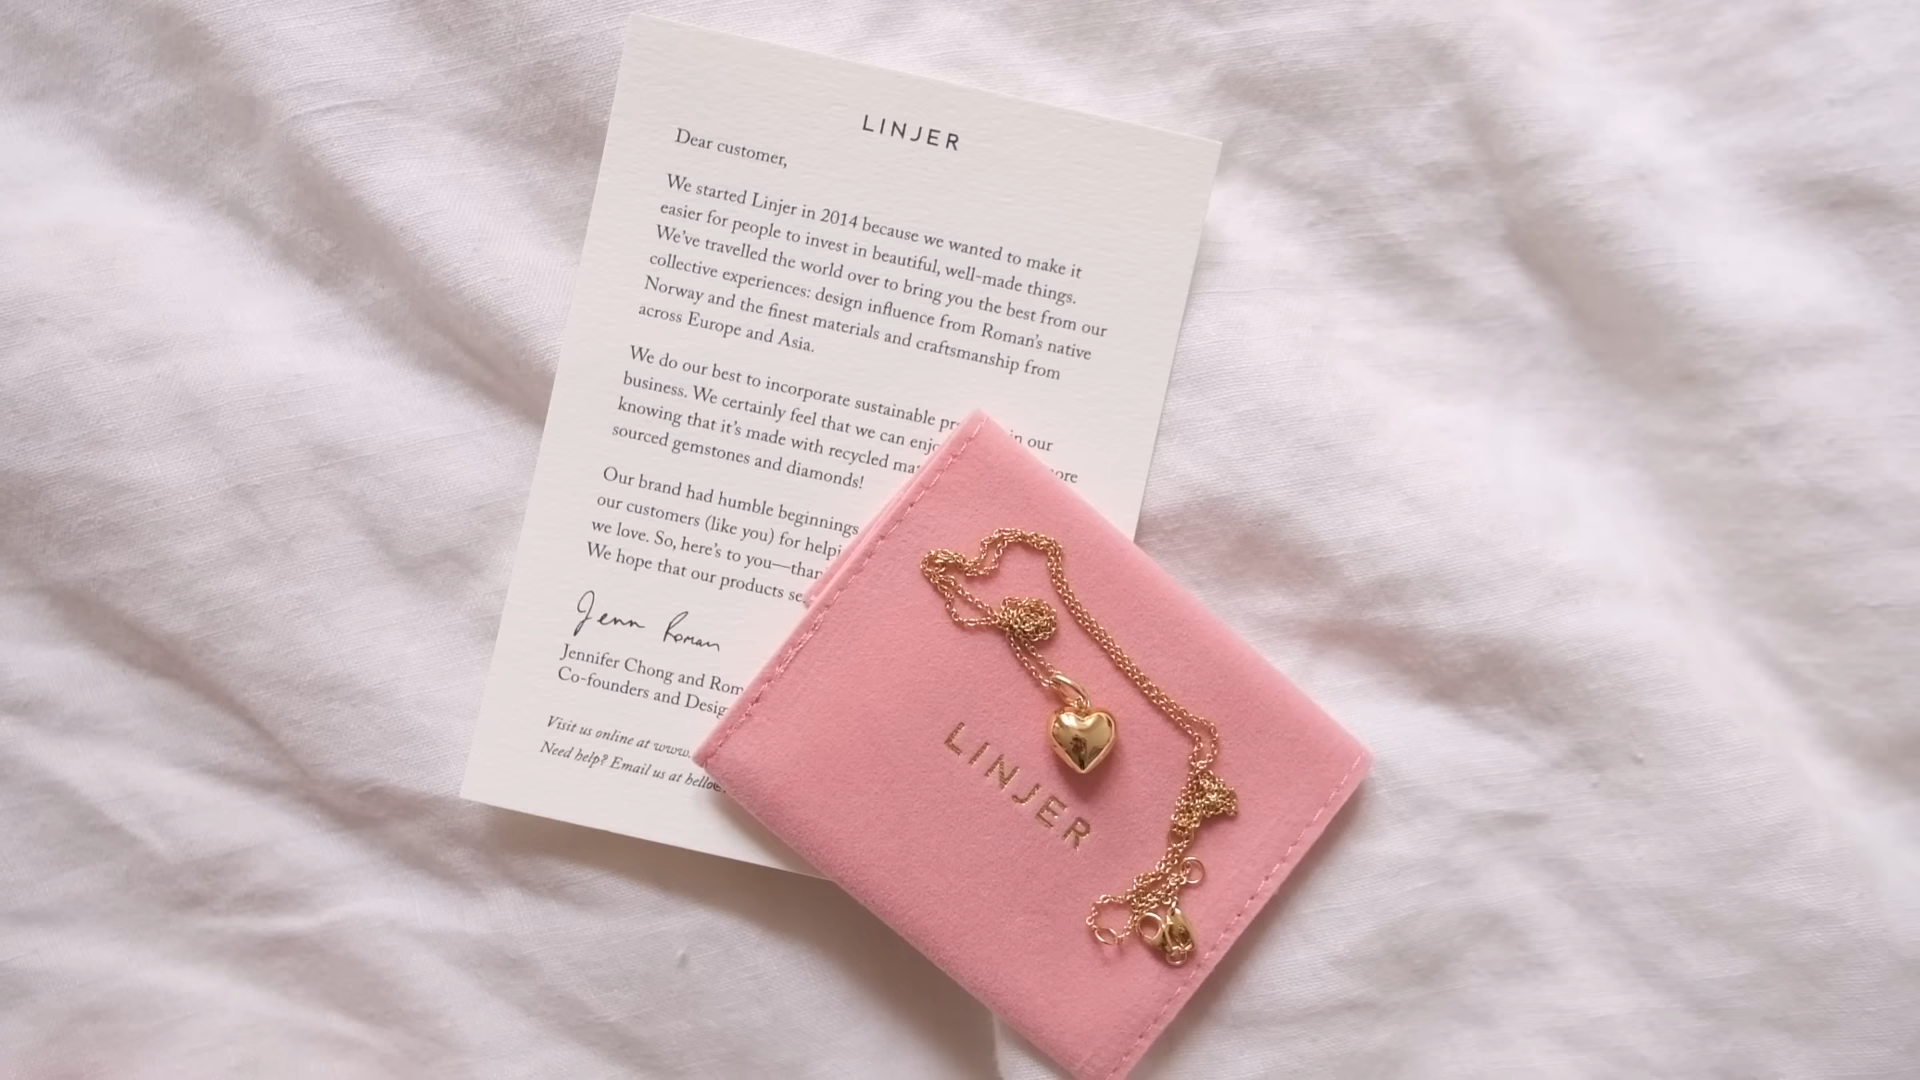 LINJER
Dear customer,
We started Linjer in 2014 because we wanted to make it
easier for people to invest in beautiful, well-made things.
We've travelled the world over to bring you the best from our
collective experiences: design influence from Roman's native
Norway and the finest materials and craftsmanship from
across Europe and Asia.
We do our best to incorporate sustainable in our
business. We certainly feel that we can
knowing that it's made with recycled
sourced gemstones and diamonds!
Our brand had humble beginnings
our customers (like you) for
we love. So, here's to you—
We hope that our products
Jenn Roman
Jennifer Chong and
Co-founders and
Visit us online at www.
Need help? Email us at
LINJER